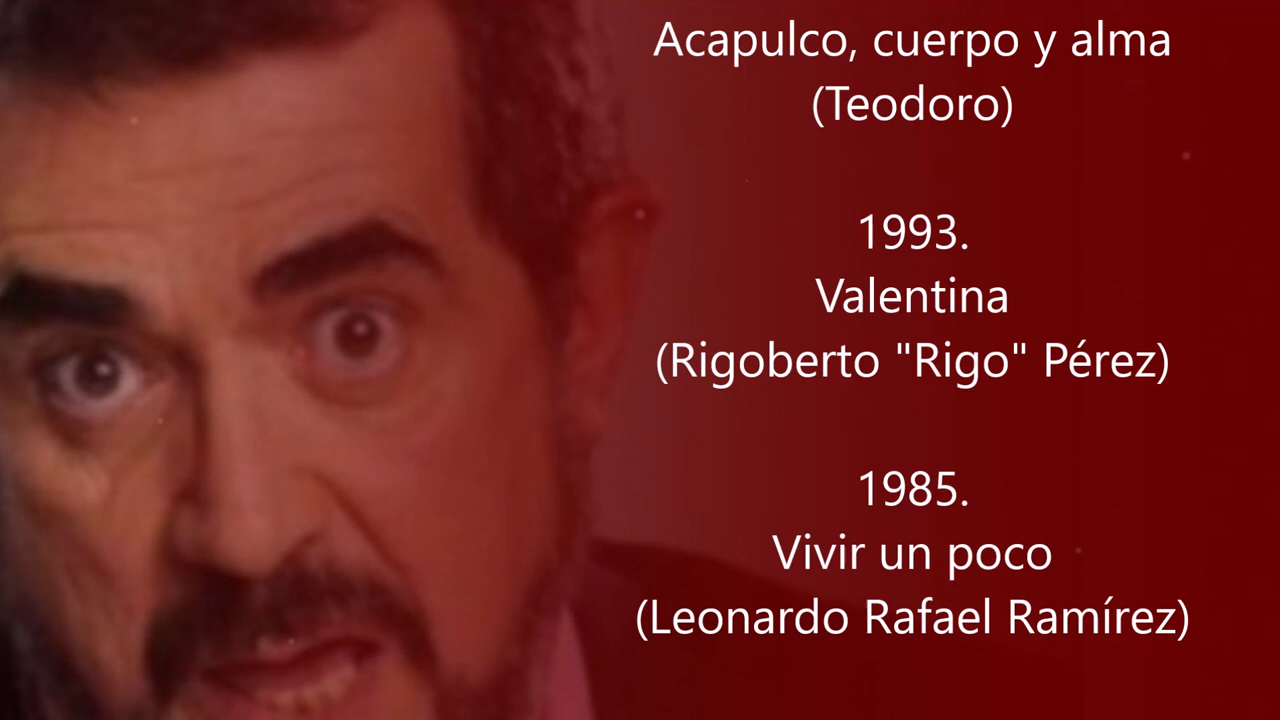 Acapulco, cuerpo y alma
(Teodoro)
1993.
Valentina
(Rigoberto "Rigo" Pérez)
1985.
Vivir un poco
(Leonardo Rafael Ramírez)